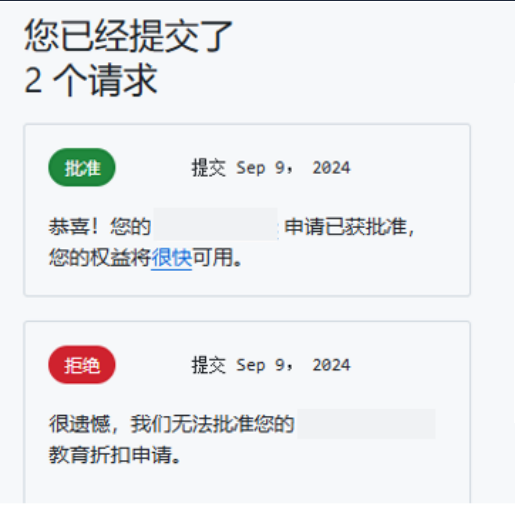 您已经提交了
2 个请求
批准 提交 Sep 9, 2024
恭喜！您的 申请已获批准，
您的权益将很快可用。
拒绝 提交 Sep 9, 2024
很遗憾，我们无法批准您的
教育折扣申请。